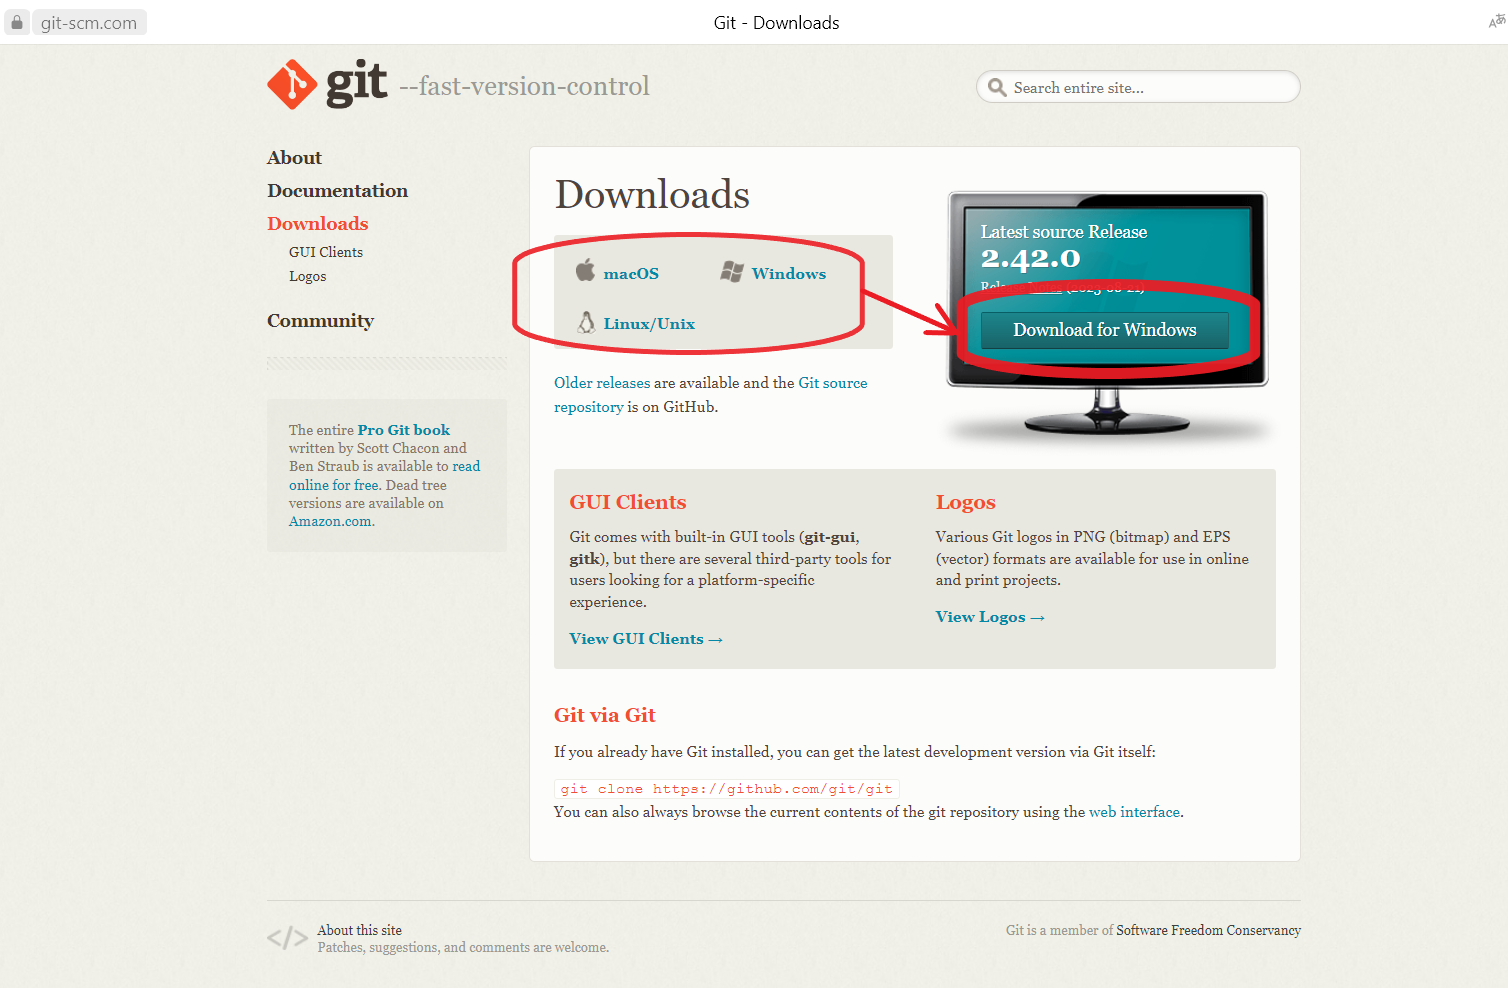 git-scm.com
Git - Downloads
git --fast-version-control
Search entire site...
About
Documentation
Downloads
GUI Clients
Logos
Community
The entire Pro Git book
written by Scott Chacon and
Ben Straub is available to read
online for free. Dead tree
versions are available on
Amazon.com.
Downloads
macOS
Windows
Linux/Unix
Older releases are available and the Git source
repository is on GitHub.
Latest source Release
2.42.0
Download for Windows
GUI Clients
Git comes with built-in GUI tools (git-gui,
gitk), but there are several third-party tools for
users looking for a platform-specific
experience.
View GUI Clients →
Logos
Various Git logos in PNG (bitmap) and EPS
(vector) formats are available for use in online
and print projects.
View Logos →
Git via Git
If you already have Git installed, you can get the latest development version via Git itself:
git clone https://github.com/git/git
You can also always browse the current contents of the git repository using the web interface.
</>
About this site
Patches, suggestions, and comments are welcome.
Git is a member of Software Freedom Conservancy